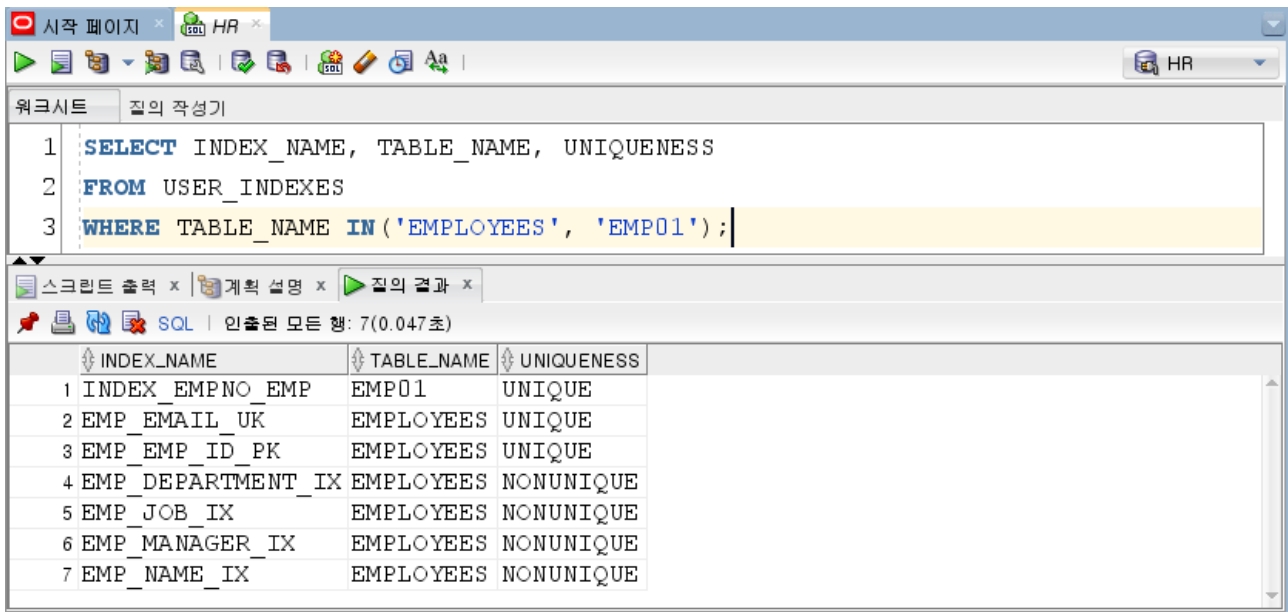 시작 페이지 HR
HR
워크시트 질의 작성기
1 SELECT INDEX_NAME, TABLE_NAME, UNIQUENESS
2 FROM USER_INDEXES
3 WHERE TABLE_NAME IN('EMPLOYEES', 'EMP01');
스크립트 출력 x 계획 설명 x 질의 결과 x
SQL | 인출된 모든 행: 7(0.047초)
INDEX_NAME TABLE_NAME UNIQUENESS
1 INDEX_EMPNO_EMP EMP01 UNIQUE
2 EMP_EMAIL_UK EMPLOYEES UNIQUE
3 EMP_EMP_ID_PK EMPLOYEES UNIQUE
4 EMP_DEPARTMENT_IX EMPLOYEES NONUNIQUE
5 EMP_JOB_IX EMPLOYEES NONUNIQUE
6 EMP_MANAGER_IX EMPLOYEES NONUNIQUE
7 EMP_NAME_IX EMPLOYEES NONUNIQUE